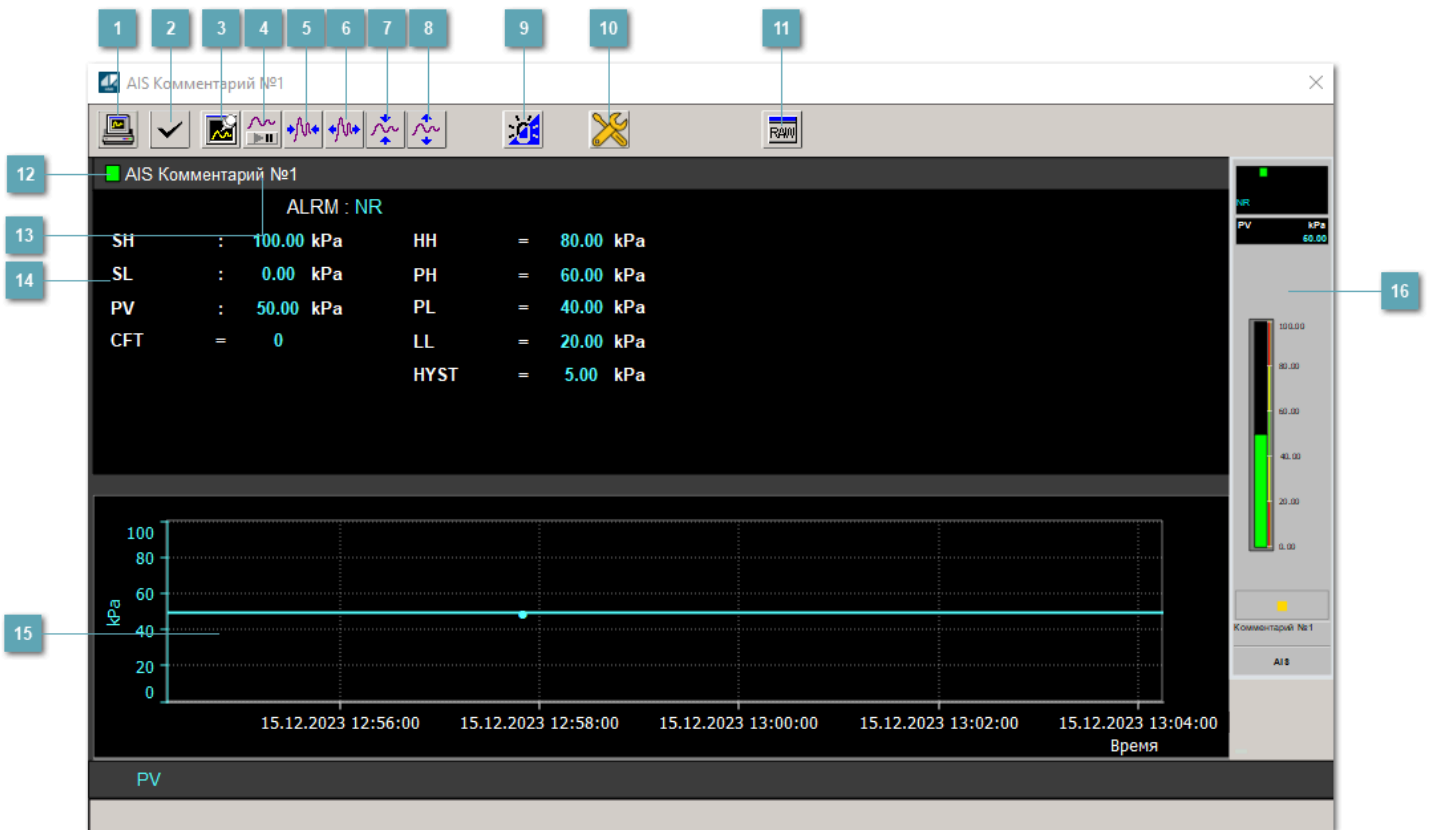 1 2 3 4 5 6 7 8 9 10 11
AIS Комментарий №1
RAW
12
AIS Комментарий №1
ALRM : NR
13
SH : 100.00 kPa HH = 80.00 kPa
14
SL : 0.00 kPa PH = 60.00 kPa
PV : 50.00 kPa PL = 40.00 kPa
CFT = 0 LL = 20.00 kPa
HYST = 5.00 kPa
NR
PV kPa
50.00
16
100.00
80.00
60.00
40.00
20.00
0.00
Комментарий №1
AIS
15
kPa
100
80
60
40
20
0
15.12.2023 12:56:00 15.12.2023 12:58:00 15.12.2023 13:00:00 15.12.2023 13:02:00 15.12.2023 13:04:00
Время
PV